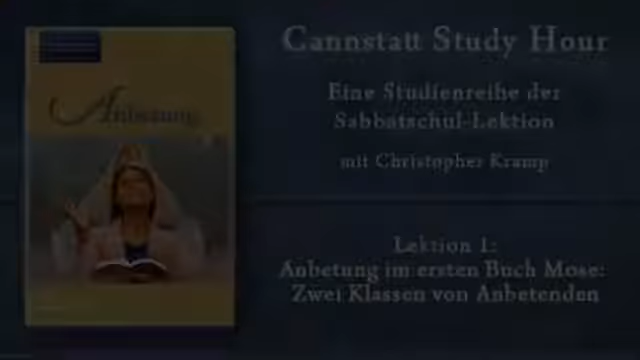 Anbetung
Cannstatt Study Hour
Eine Studienreihe der
Sabbatschul-Lektion
mit Christopher Kramp
Lektion 1:
Anbetung im ersten Buch Mose:
Zwei Klassen von Anbetenden